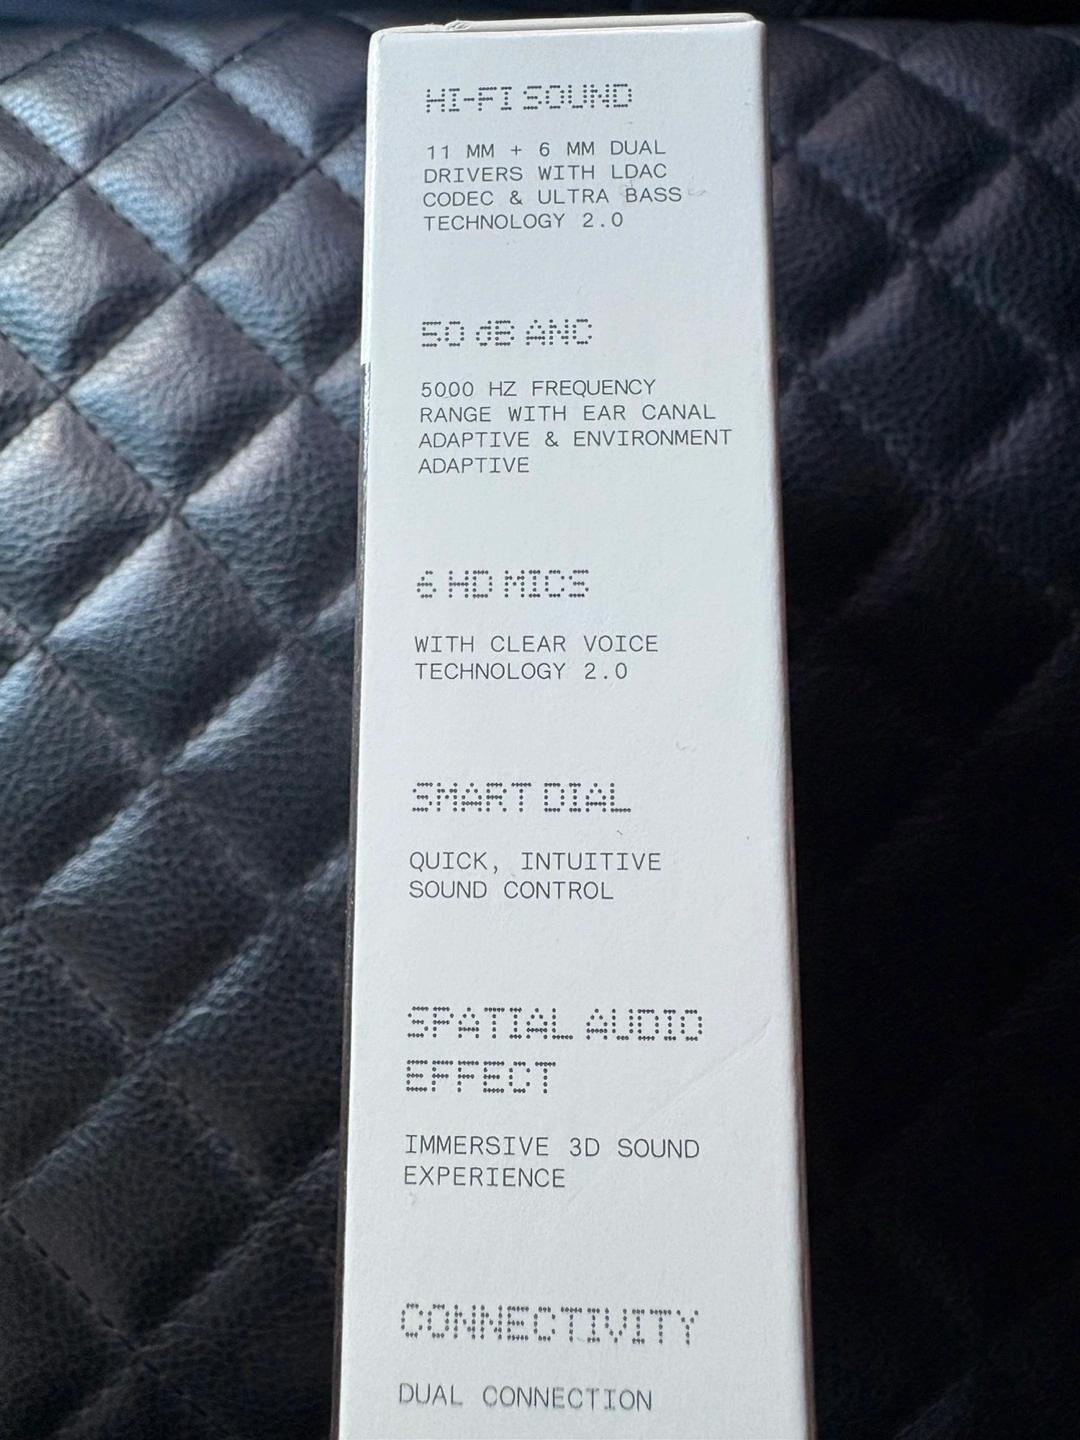 HI-FI SOUND
11 MM + 6 MM DUAL
DRIVERS WITH LDAC
CODEC & ULTRA BASS
TECHNOLOGY 2.0
50 dB ANC
5000 HZ FREQUENCY
RANGE WITH EAR CANAL
ADAPTIVE & ENVIRONMENT
ADAPTIVE
6 HD MICS
WITH CLEAR VOICE
TECHNOLOGY 2.0
SMART DIAL
QUICK, INTUITIVE
SOUND CONTROL
SPATIAL AUDIO
EFFECT
IMMERSIVE 3D SOUND
EXPERIENCE
CONNECTIVITY
DUAL CONNECTION